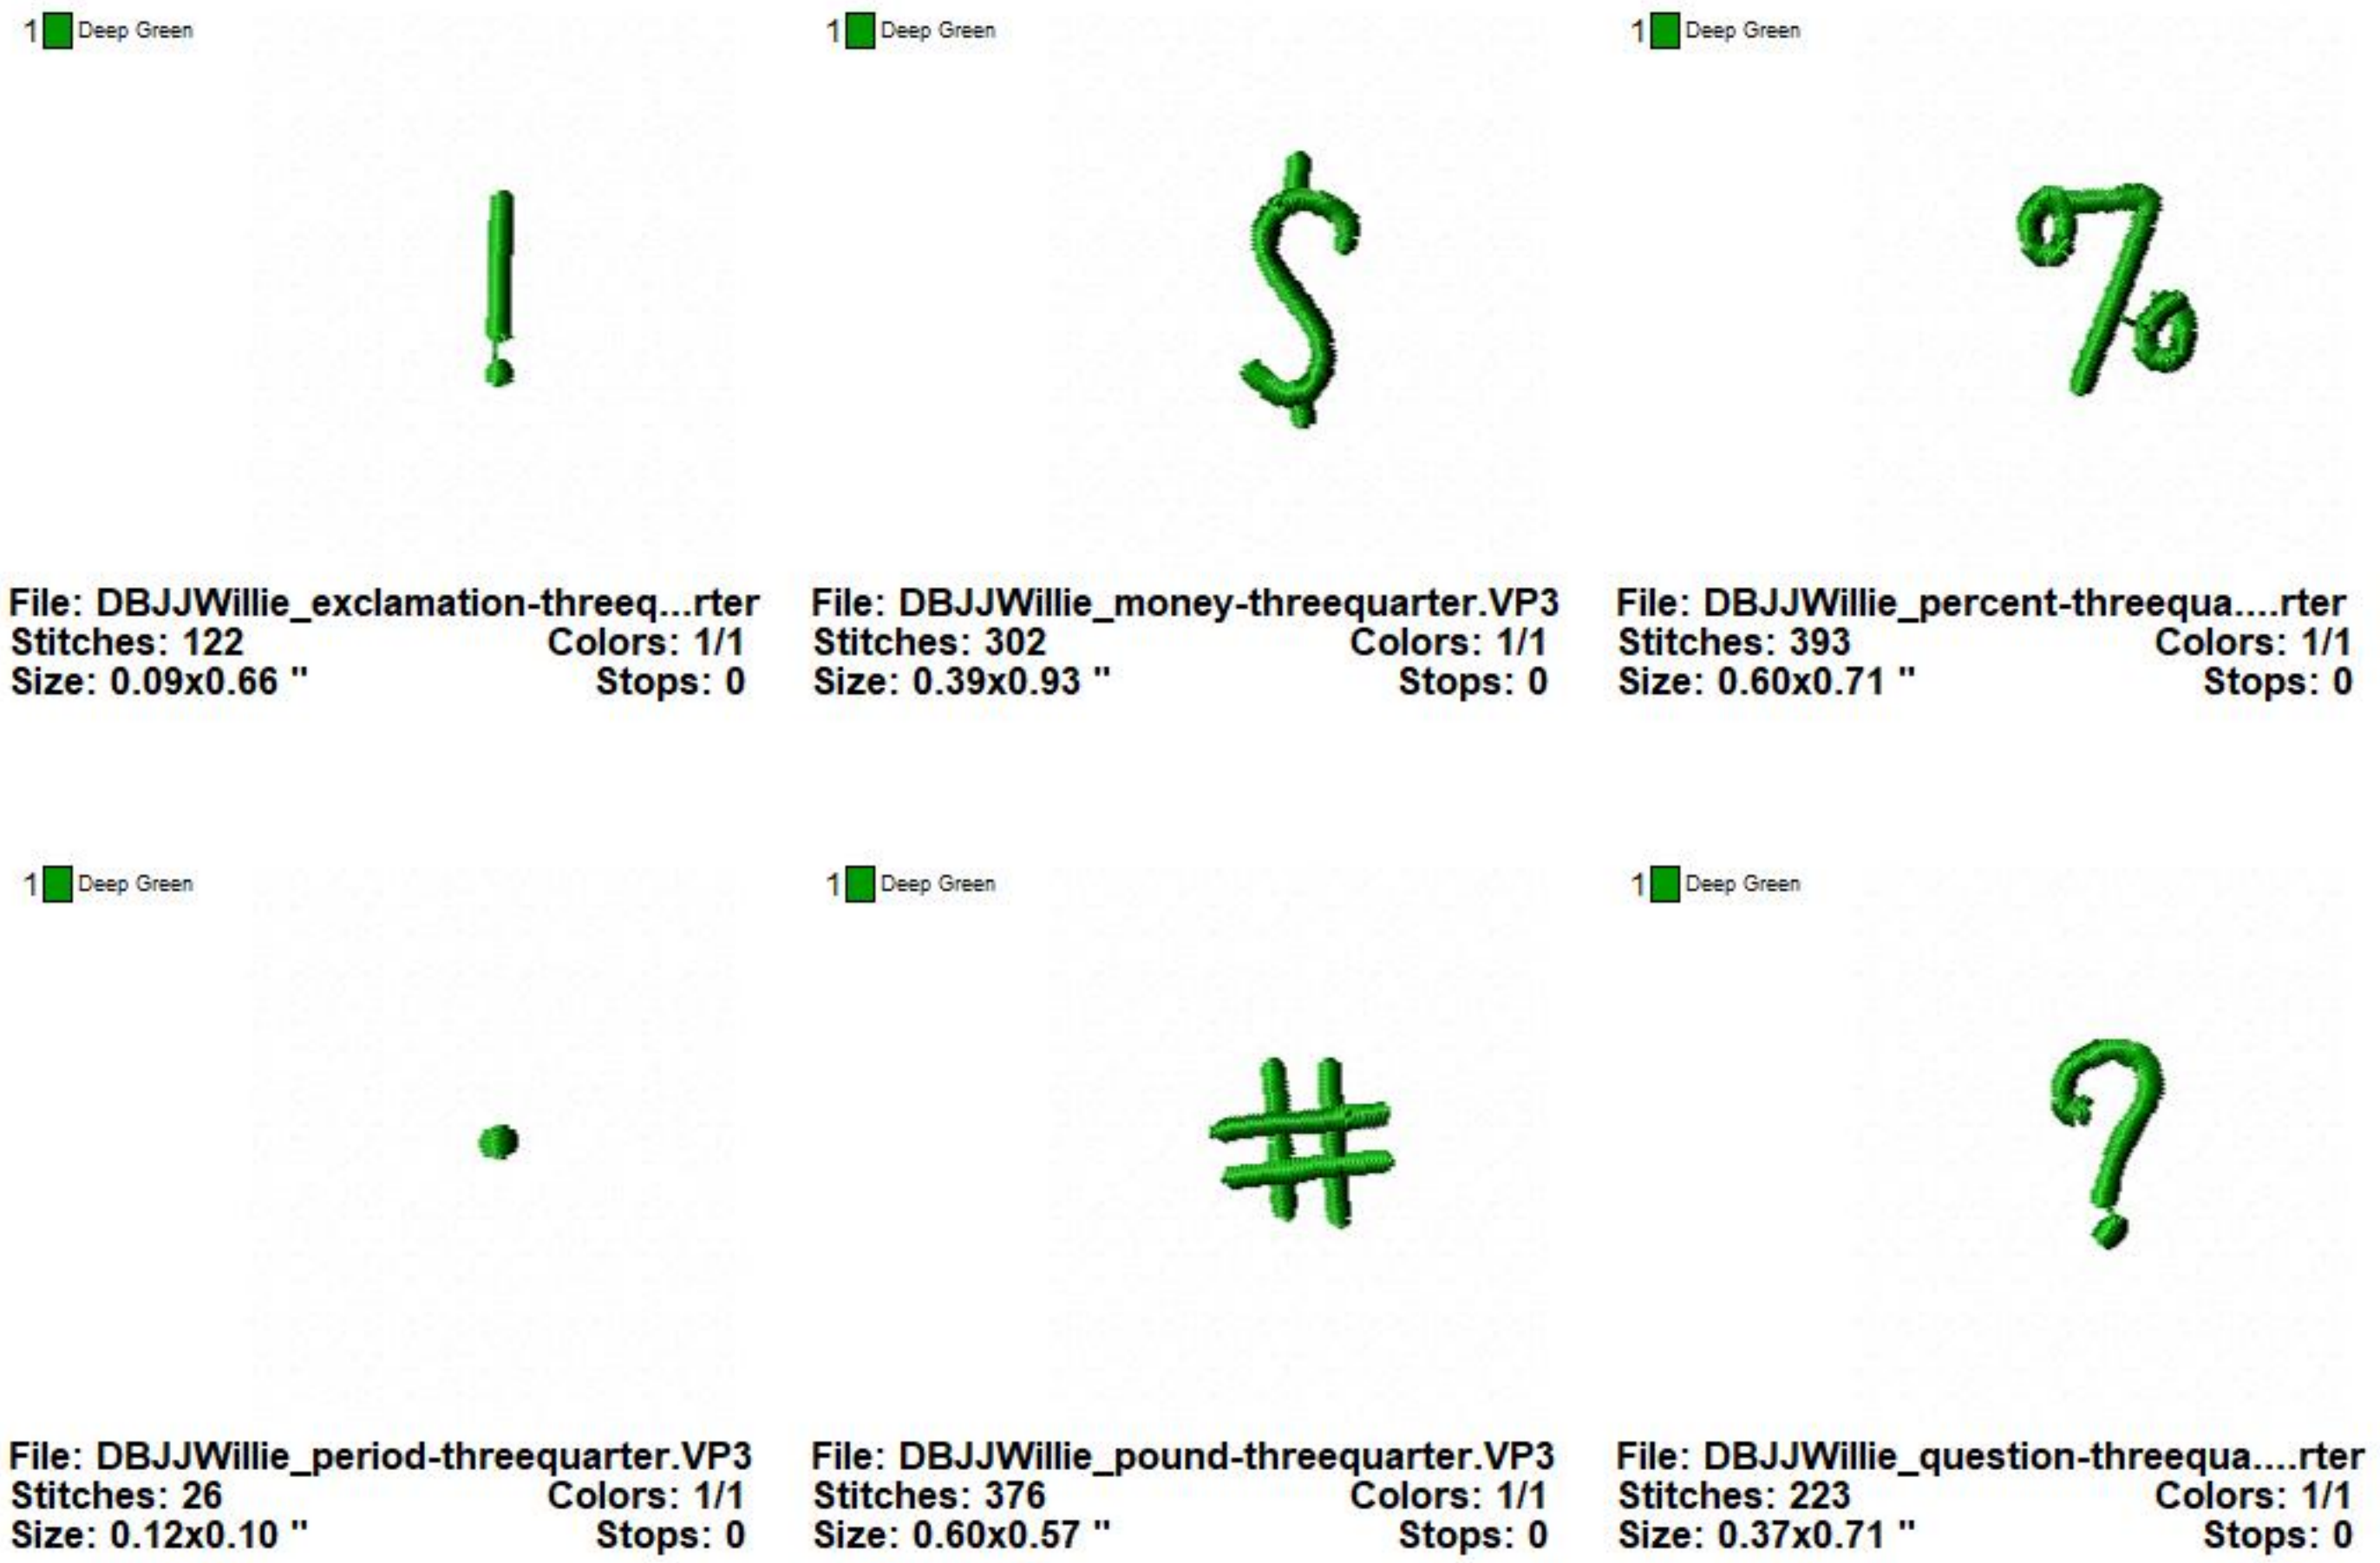 1 Deep Green
!
File: DBJJWillie_exclamation-threeq...rter
Stitches: 122 Colors: 1/1
Size: 0.09x0.66 " Stops: 0
1 Deep Green
$
File: DBJJWillie_money-threequarter.VP3
Stitches: 302 Colors: 1/1
Size: 0.39x0.93 " Stops: 0
1 Deep Green
%
File: DBJJWillie_percent-threequa....rter
Stitches: 393 Colors: 1/1
Size: 0.60x0.71 " Stops: 0
1 Deep Green
.
File: DBJJWillie_period-threequarter.VP3
Stitches: 26 Colors: 1/1
Size: 0.12x0.10 " Stops: 0
1 Deep Green
#
File: DBJJWillie_pound-threequarter.VP3
Stitches: 376 Colors: 1/1
Size: 0.60x0.57 " Stops: 0
1 Deep Green
?
File: DBJJWillie_question-threequa....rter
Stitches: 223 Colors: 1/1
Size: 0.37x0.71 " Stops: 0